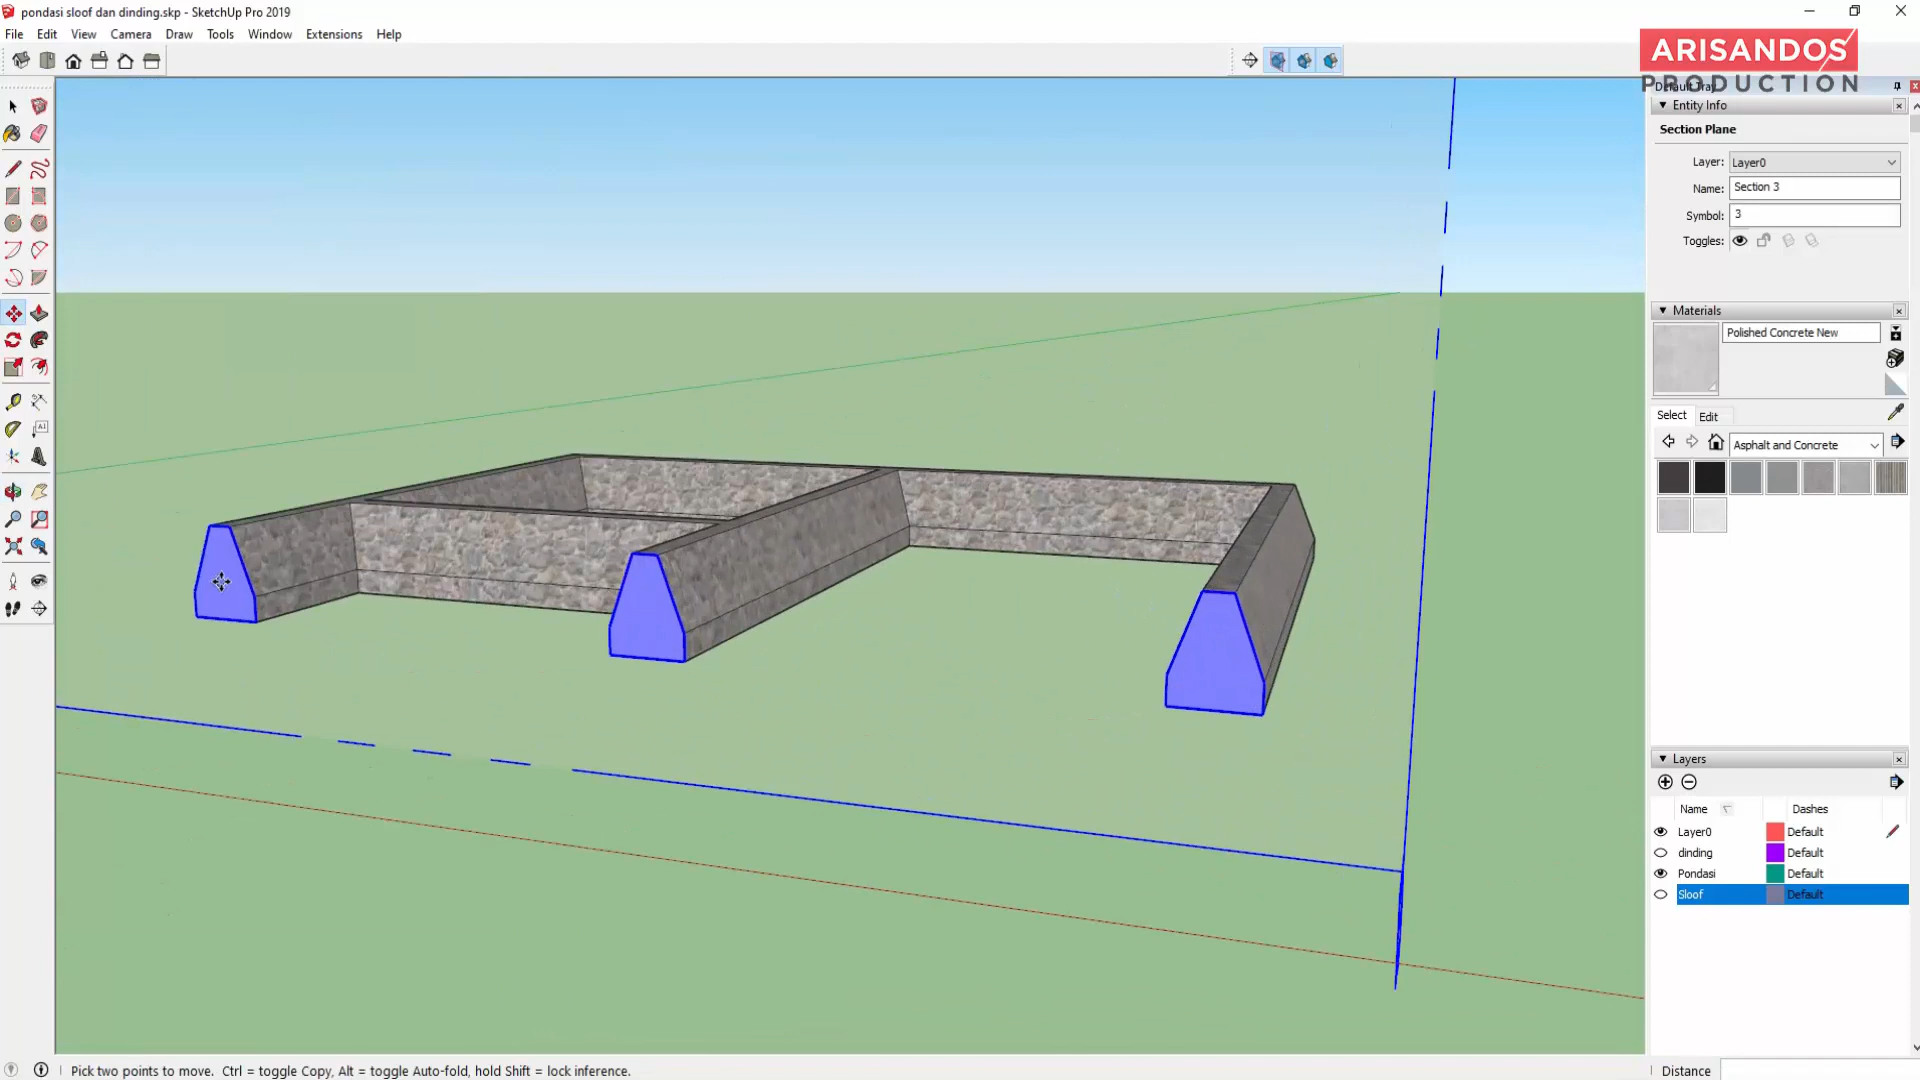 pondasi sloof dan dinding.skp - SketchUp Pro 2019
File Edit View Camera Draw Tools Window Extensions Help
ARISANDOS
PRODUCTION
Default Tray
Entity Info
Section Plane
Layer: Layer0
Name: Section 3
Symbol: 3
Toggles:
Materials
Polished Concrete New
Select Edit
Asphalt and Concrete
Layers
Name Dashes
Layer0 Default
dinding Default
Pondasi Default
Sloof Default
Pick two points to move. Ctrl = toggle Copy, Alt = toggle Auto-fold, hold Shift = lock inference.
Distance